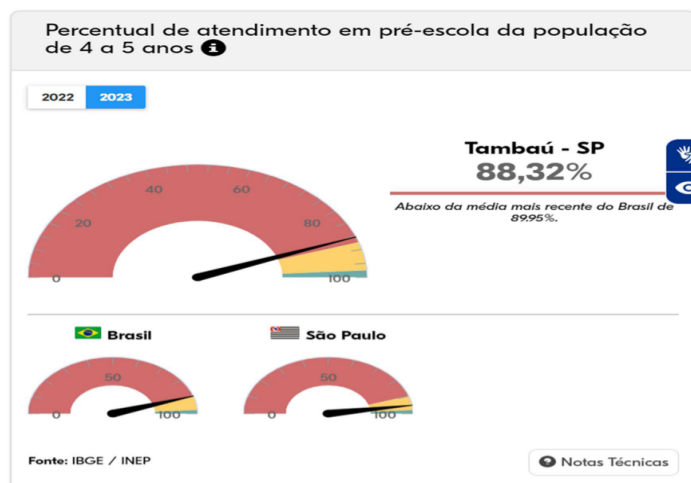 Percentual de atendimento em pré-escola da população
de 4 a 5 anos
2022 2023
Tambaú - SP
88,32%
Abaixo da média mais recente do Brasil de
89,95%.
0 20 40 60 80 100
Brasil
0 50 100
São Paulo
0 50 100
Fonte: IBGE / INEP
Notas Técnicas